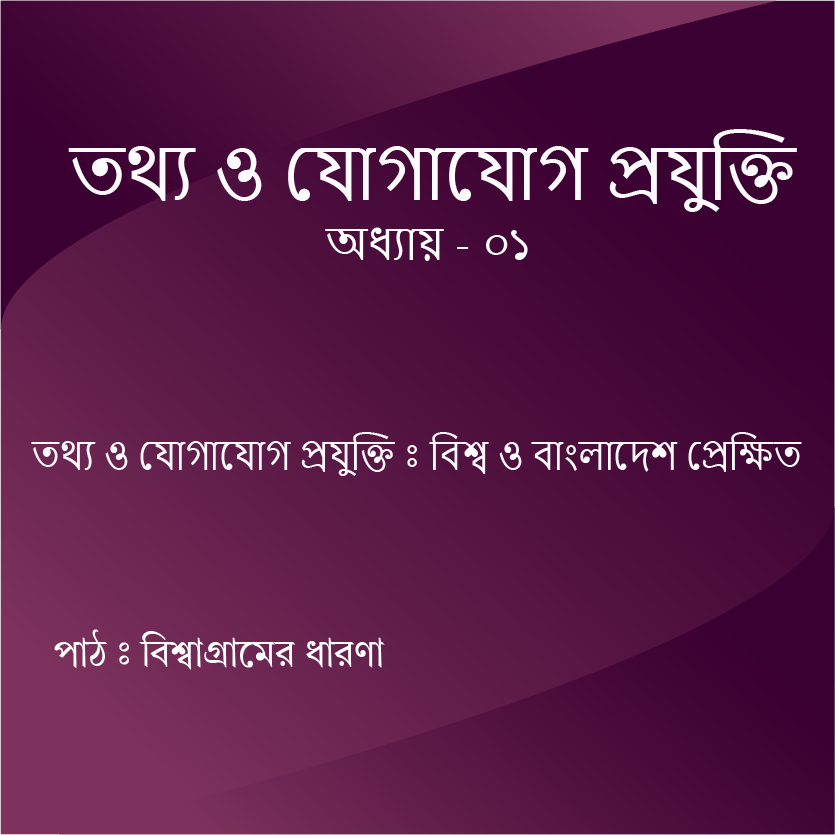 তথ্য ও যোগাযোগ প্রযুক্তি
অধ্যায় - ০১
তথ্য ও যোগাযোগ প্রযুক্তি ঃ বিশ্ব ও বাংলাদেশ প্রেক্ষিত
পাঠ ঃ বিশ্বাগ্রামের ধারণা